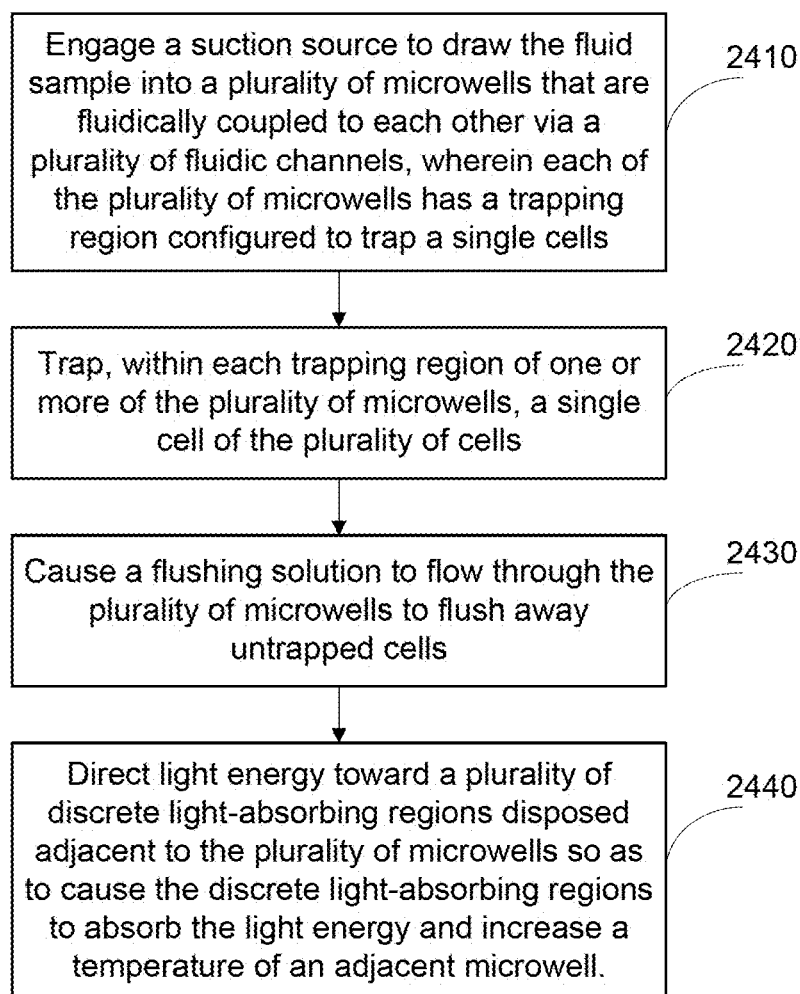 Engage a suction source to draw the fluid
sample into a plurality of microwells that are
fluidically coupled to each other via a
plurality of fluidic channels, wherein each of
the plurality of microwells has a trapping
region configured to trap a single cells
2410
Trap, within each trapping region of one or
more of the plurality of microwells, a single
cell of the plurality of cells
2420
Cause a flushing solution to flow through the
plurality of microwells to flush away
untrapped cells
2430
Direct light energy toward a plurality of
discrete light-absorbing regions disposed
adjacent to the plurality of microwells so as
to cause the discrete light-absorbing regions
to absorb the light energy and increase a
temperature of an adjacent microwell.
2440